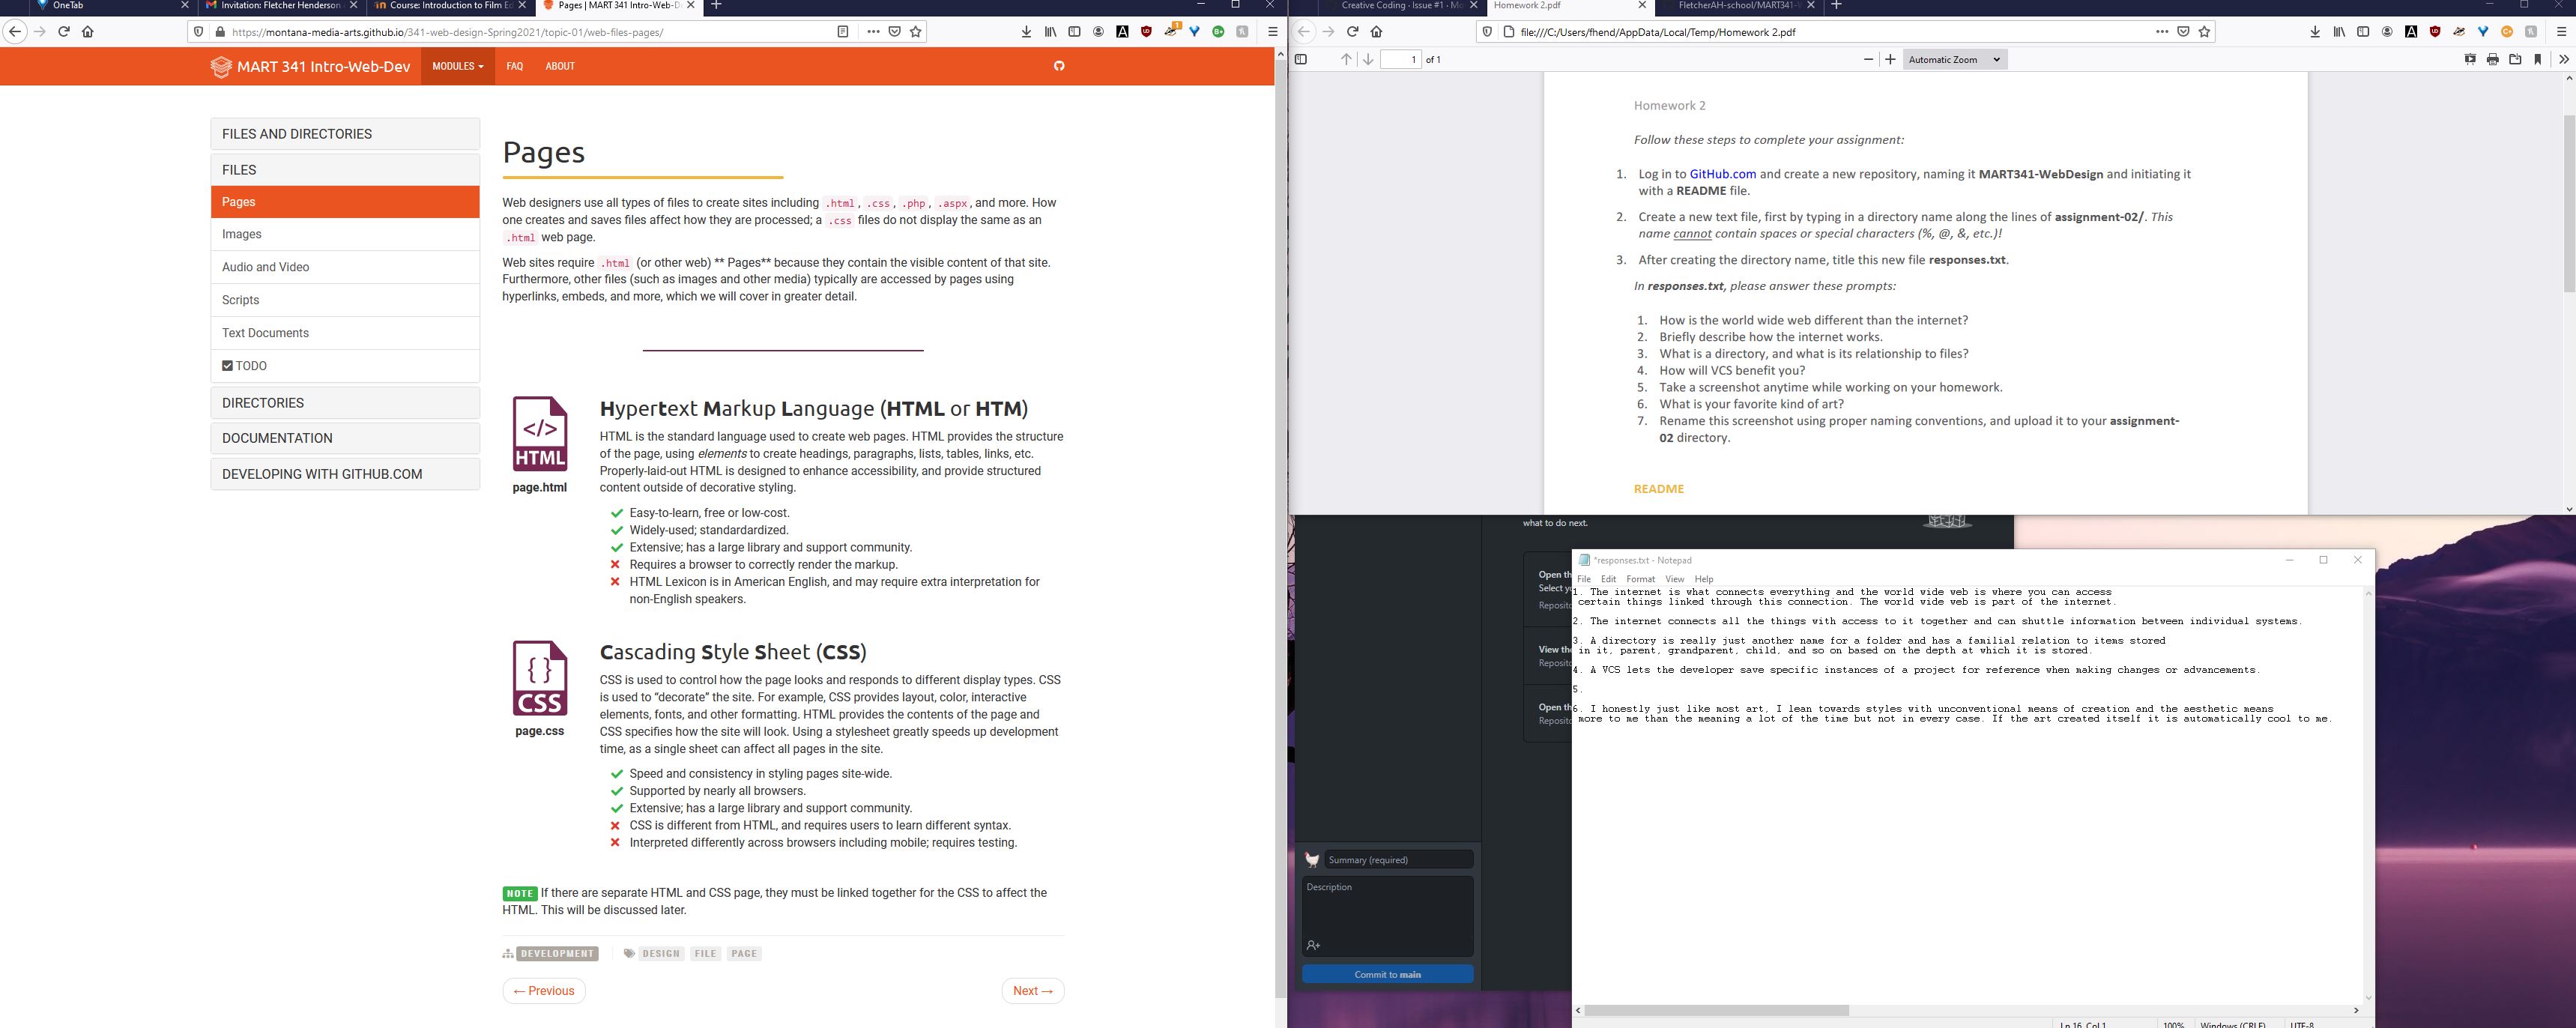 OneTab
Invitation: Fletcher Henderson
Course: Introduction to Film Ed
Pages | MART 341 Intro-Web-D
https://montana-media-arts.github.io/341-web-design-Spring2021/topic-01/web-files-pages/
MART 341 Intro-Web-Dev
MODULES
FAQ
ABOUT
FILES AND DIRECTORIES
FILES
Pages
Images
Audio and Video
Scripts
Text Documents
TODO
DIRECTORIES
DOCUMENTATION
DEVELOPING WITH GITHUB.COM
Pages
Web designers use all types of files to create sites including .html, .css, .php, .aspx, and more. How
one creates and saves files affect how they are processed; a .css files do not display the same as an
.html web page.
Web sites require .html (or other web) ** Pages** because they contain the visible content of that site.
Furthermore, other files (such as images and other media) typically are accessed by pages using
hyperlinks, embeds, and more, which we will cover in greater detail.
</>
HTML
page.html
Hypertext Markup Language (HTML or HTM)
HTML is the standard language used to create web pages. HTML provides the structure
of the page, using elements to create headings, paragraphs, lists, tables, links, etc.
Properly-laid-out HTML is designed to enhance accessibility, and provide structured
content outside of decorative styling.
Easy-to-learn, free or low-cost.
Widely-used; standardardized.
Extensive; has a large library and support community.
Requires a browser to correctly render the markup.
HTML Lexicon is in American English, and may require extra interpretation for
non-English speakers.
{ }
CSS
page.css
Cascading Style Sheet (CSS)
CSS is used to control how the page looks and responds to different display types. CSS
is used to “decorate” the site. For example, CSS provides layout, color, interactive
elements, fonts, and other formatting. HTML provides the contents of the page and
CSS specifies how the site will look. Using a stylesheet greatly speeds up development
time, as a single sheet can affect all pages in the site.
Speed and consistency in styling pages site-wide.
Supported by nearly all browsers.
Extensive; has a large library and support community.
CSS is different from HTML, and requires users to learn different syntax.
Interpreted differently across browsers including mobile; requires testing.
NOTE If there are separate HTML and CSS page, they must be linked together for the CSS to affect the
HTML. This will be discussed later.
DEVELOPMENT
DESIGN FILE PAGE
← Previous
Next →
Creative Coding · Issue #1 · Mo
Homework 2.pdf
FletcherAH-school/MART341-
file:///C:/Users/fhend/AppData/Local/Temp/Homework 2.pdf
1 of 1
Automatic Zoom
Homework 2
Follow these steps to complete your assignment:
1. Log in to GitHub.com and create a new repository, naming it MART341-WebDesign and initiating it
with a README file.
2. Create a new text file, first by typing in a directory name along the lines of assignment-02/. This
name cannot contain spaces or special characters (%, @, &, etc.)!
3. After creating the directory name, title this new file responses.txt.
In responses.txt, please answer these prompts:
1. How is the world wide web different than the internet?
2. Briefly describe how the internet works.
3. What is a directory, and what is its relationship to files?
4. How will VCS benefit you?
5. Take a screenshot anytime while working on your homework.
6. What is your favorite kind of art?
7. Rename this screenshot using proper naming conventions, and upload it to your assignment-
02 directory.
README
what to do next.
Open th
Select yo
Reposito
View the
Reposito
Open th
Reposito
Summary (required)
Description
Commit to main
*responses.txt - Notepad
File Edit Format View Help
1. The internet is what connects everything and the world wide web is where you can access
certain things linked through this connection. The world wide web is part of the internet.
2. The internet connects all the things with access to it together and can shuttle information between individual systems.
3. A directory is really just another name for a folder and has a familial relation to items stored
in it, parent, grandparent, child, and so on based on the depth at which it is stored.
4. A VCS lets the developer save specific instances of a project for reference when making changes or advancements.
5.
6. I honestly just like most art, I lean towards styles with unconventional means of creation and the aesthetic means
more to me than the meaning a lot of the time but not in every case. If the art created itself it is automatically cool to me.
Ln 16, Col 1
100%
Windows (CRLF)
UTF-8